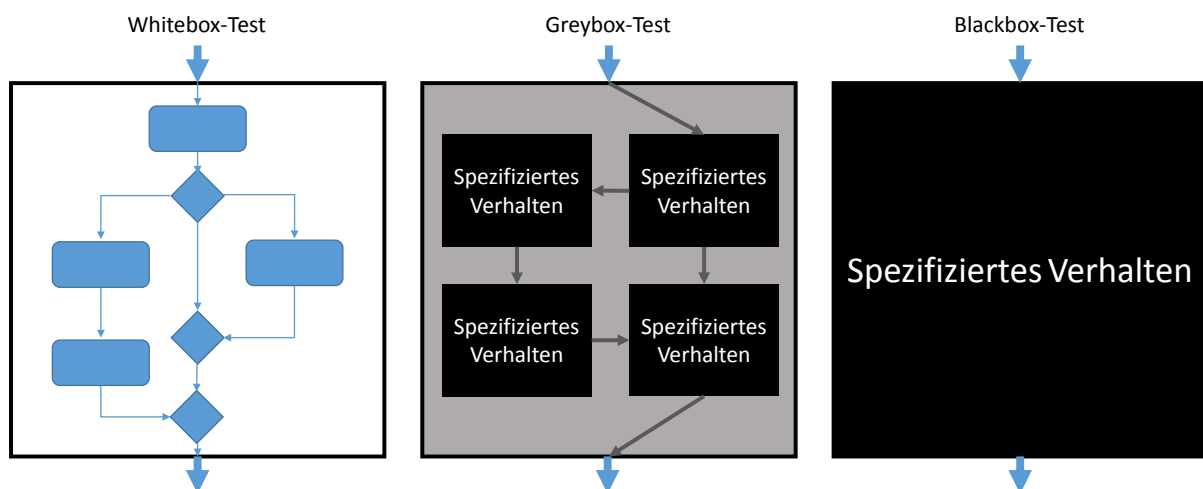 Whitebox-Test
Greybox-Test
Blackbox-Test
Spezifiziertes
Verhalten
Spezifiziertes
Verhalten
Spezifiziertes
Verhalten
Spezifiziertes
Verhalten
Spezifiziertes Verhalten